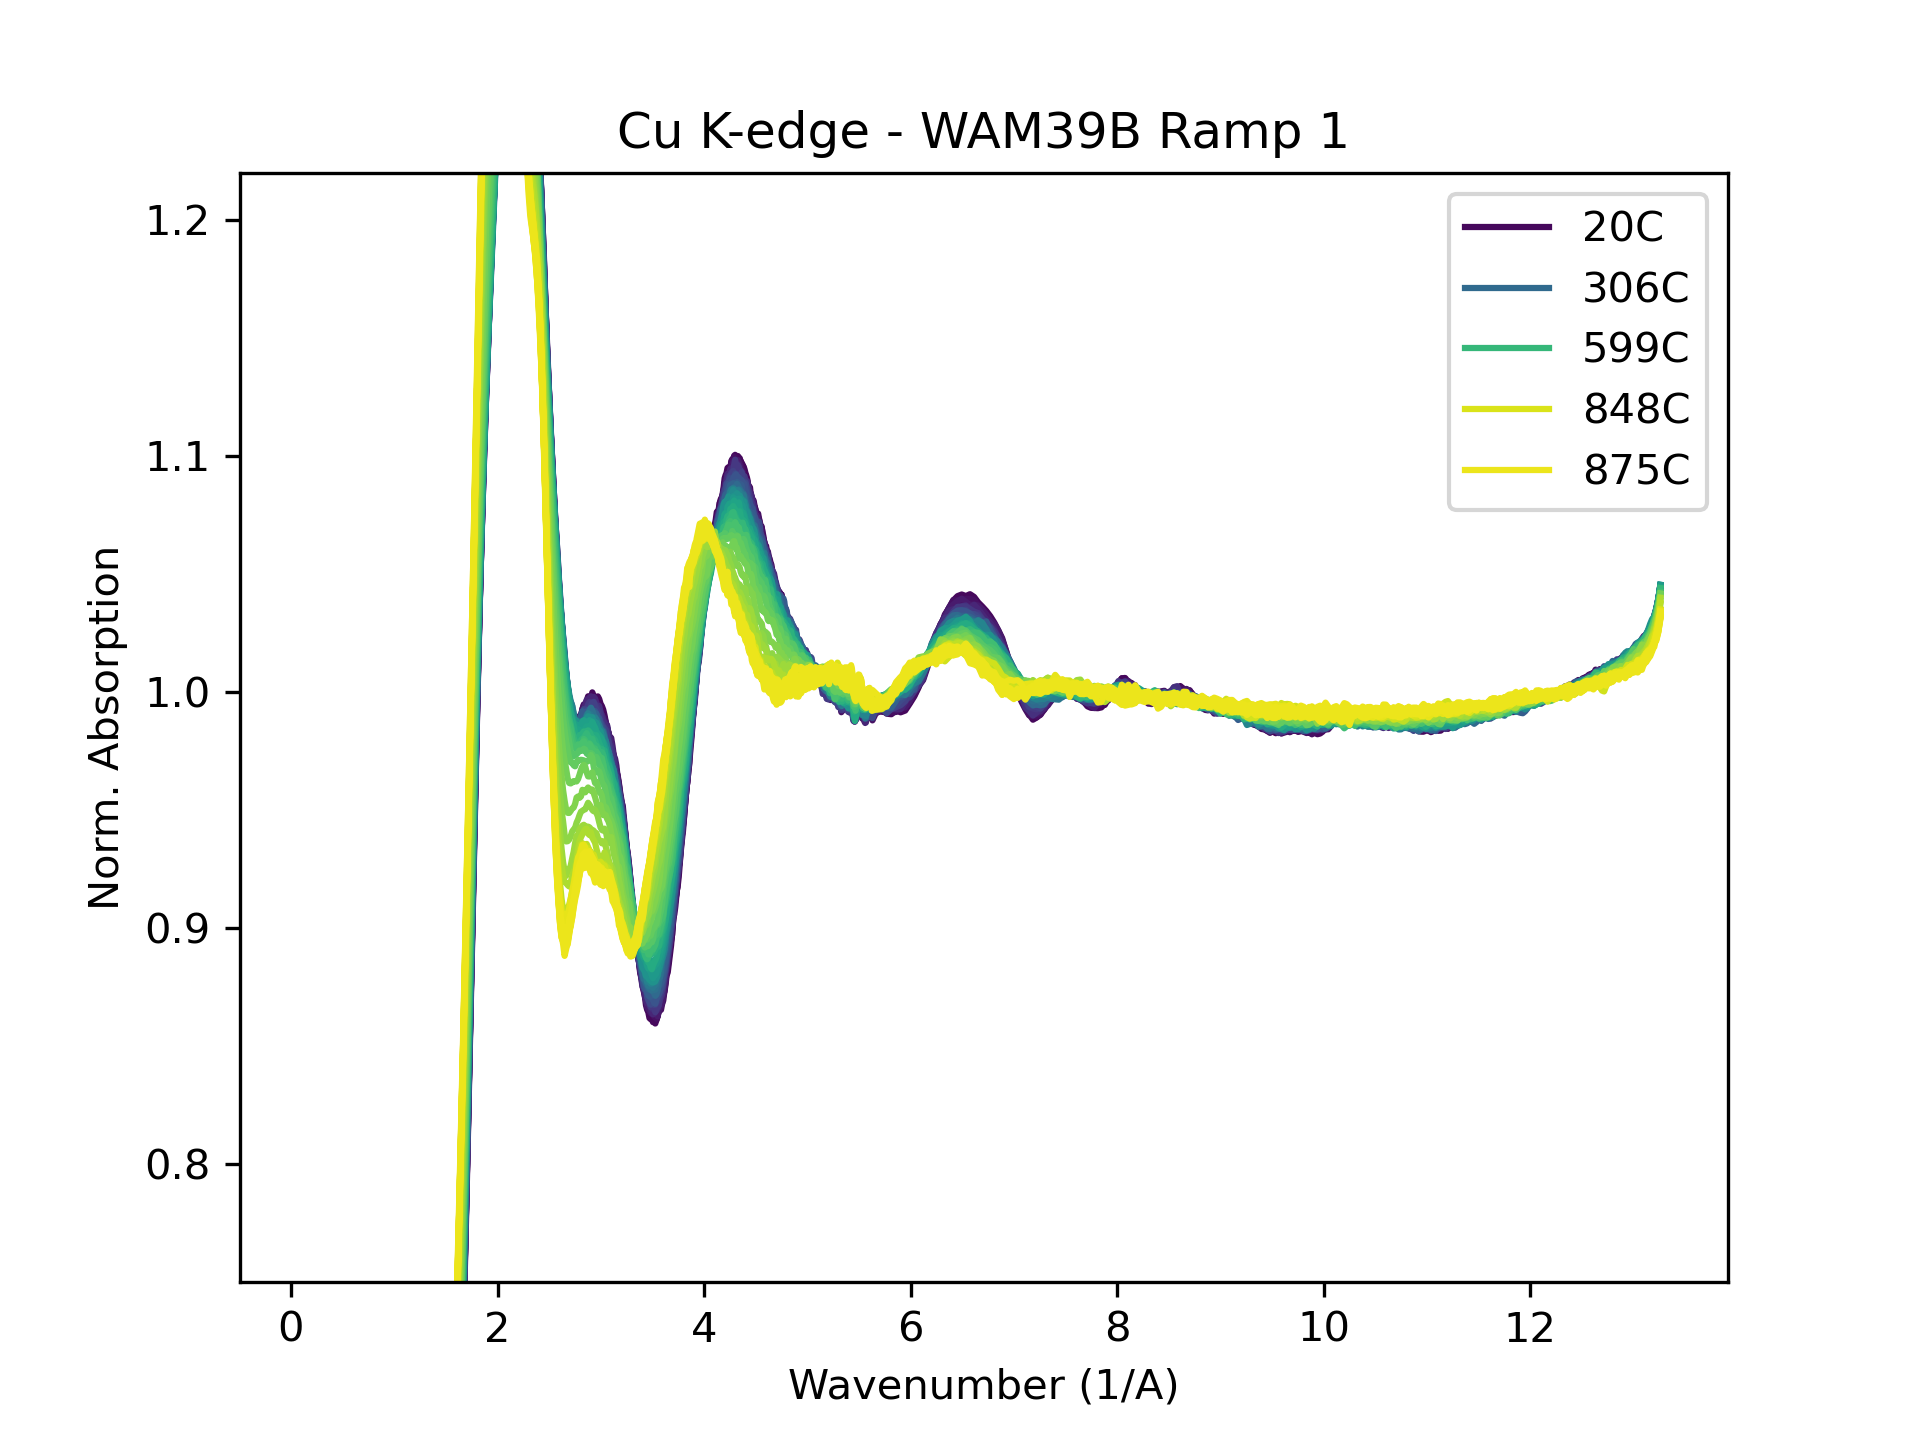 Cu K-edge - WAM39B Ramp 1
20C
306C
599C
848C
875C
1.2
1.1
1.0
0.9
0.8
Norm. Absorption
0 2 4 6 8 10 12
Wavenumber (1/A)